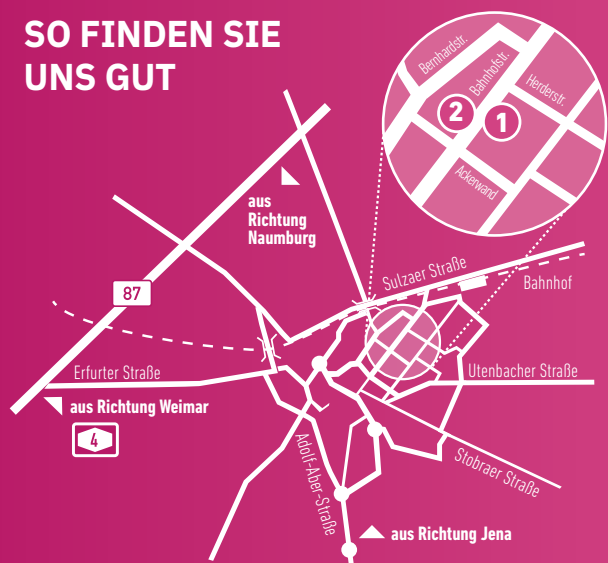 SO FINDEN SIE
UNS GUT
Bernhardstr.
Bahnhofstr.
Herderstr.
2
1
Ackerwand
aus
Richtung
Naumburg
87
Sulzaer Straße
Bahnhof
Erfurter Straße
Utenbacher Straße
aus Richtung Weimar
4
Adolf-Aber-Straße
Stobraer Straße
aus Richtung Jena